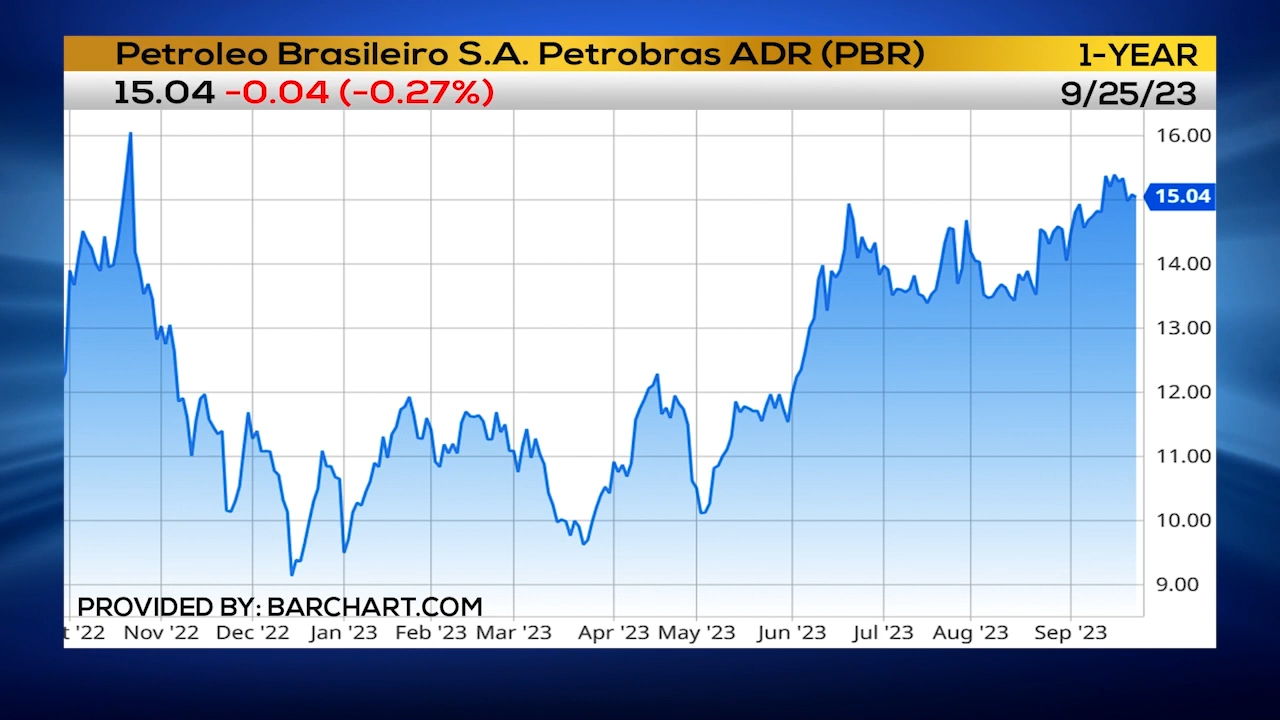 Petroleo Brasileiro S.A. Petrobras ADR (PBR) 1-YEAR
15.04 -0.04 (-0.27%) 9/25/23
16.00
15.04
14.00
13.00
12.00
11.00
10.00
9.00
PROVIDED BY: BARCHART.COM
t '22 Nov '22 Dec '22 Jan '23 Feb '23 Mar '23 Apr '23 May '23 Jun '23 Jul '23 Aug '23 Sep '23